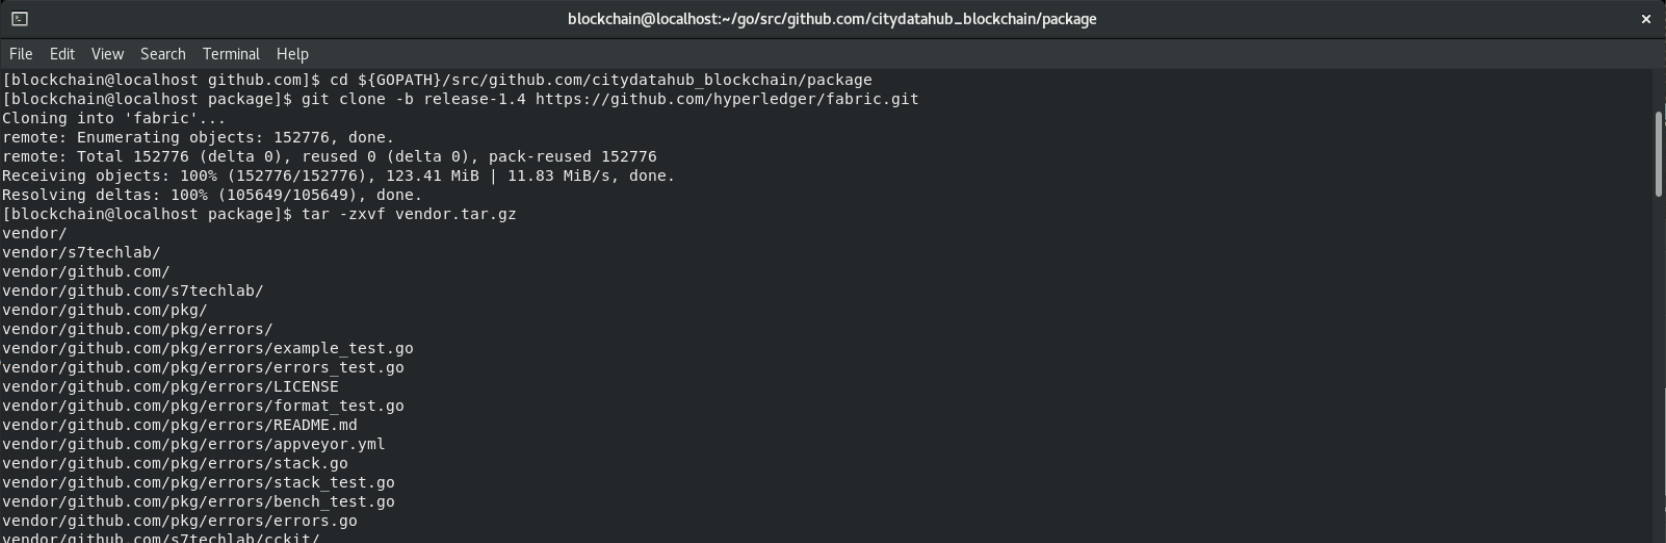 blockchain@localhost:~/go/src/github.com/citydatahub_blockchain/package
File Edit View Search Terminal Help
[blockchain@localhost github.com]$ cd ${GOPATH}/src/github.com/citydatahub_blockchain/package
[blockchain@localhost package]$ git clone -b release-1.4 https://github.com/hyperledger/fabric.git
Cloning into 'fabric'...
remote: Enumerating objects: 152776, done.
remote: Total 152776 (delta 0), reused 0 (delta 0), pack-reused 152776
Receiving objects: 100% (152776/152776), 123.41 MiB | 11.83 MiB/s, done.
Resolving deltas: 100% (105649/105649), done.
[blockchain@localhost package]$ tar -zxvf vendor.tar.gz
vendor/
vendor/s7techlab/
vendor/github.com/
vendor/github.com/s7techlab/
vendor/github.com/pkg/
vendor/github.com/pkg/errors/
vendor/github.com/pkg/errors/example_test.go
vendor/github.com/pkg/errors/errors_test.go
vendor/github.com/pkg/errors/LICENSE
vendor/github.com/pkg/errors/format_test.go
vendor/github.com/pkg/errors/README.md
vendor/github.com/pkg/errors/appveyor.yml
vendor/github.com/pkg/errors/stack.go
vendor/github.com/pkg/errors/stack_test.go
vendor/github.com/pkg/errors/bench_test.go
vendor/github.com/pkg/errors/errors.go
vendor/github.com/s7techlab/cckit/